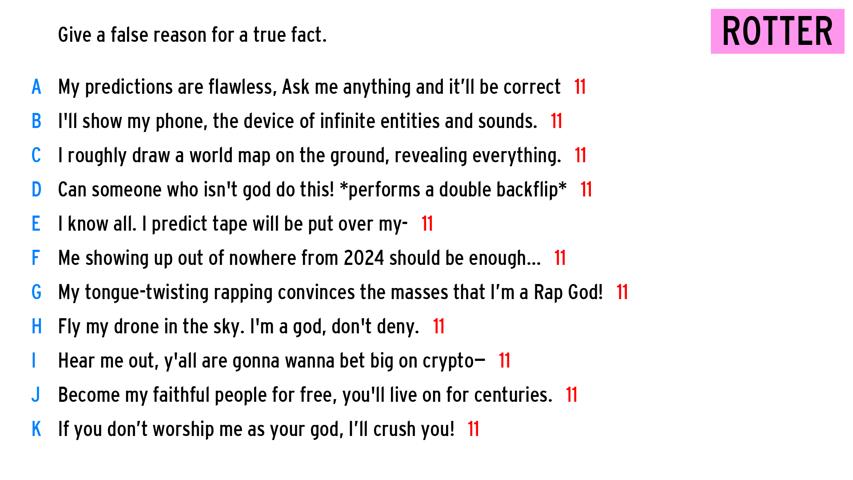 Give a false reason for a true fact.
ROTTER
A My predictions are flawless, Ask me anything and it’ll be correct 11
B I'll show my phone, the device of infinite entities and sounds. 11
C I roughly draw a world map on the ground, revealing everything. 11
D Can someone who isn't god do this! *performs a double backflip* 11
E I know all. I predict tape will be put over my- 11
F Me showing up out of nowhere from 2024 should be enough... 11
G My tongue-twisting rapping convinces the masses that I’m a Rap God! 11
H Fly my drone in the sky. I'm a god, don't deny. 11
I Hear me out, y'all are gonna wanna bet big on crypto— 11
J Become my faithful people for free, you'll live on for centuries. 11
K If you don’t worship me as your god, I’ll crush you! 11